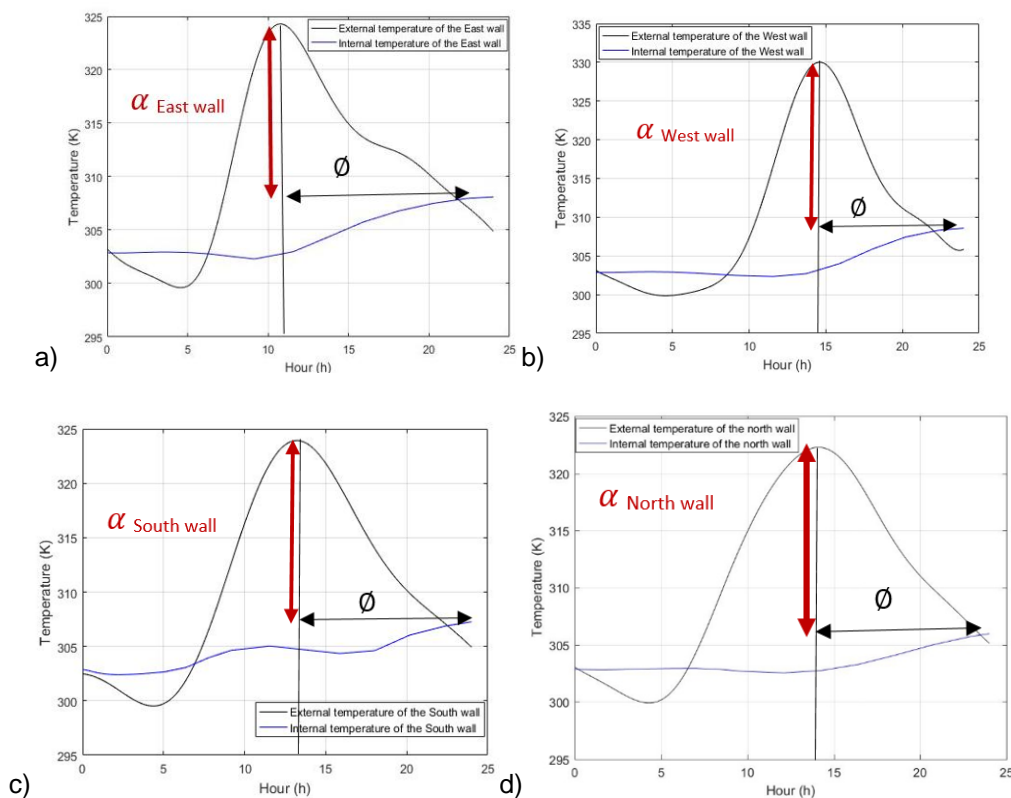 External temperature of the East wall
Internal temperature of the East wall
α East wall
Ø
Temperature (K)
325
320
315
310
305
300
295
0
5
10
15
20
25
Hour (h)
a)
External temperature of the West wall
Internal temperature of the West wall
α West wall
Ø
Temperature (K)
335
330
325
320
315
310
305
300
295
0
5
10
15
20
25
Hour (h)
b)
α South wall
Ø
Temperature (K)
325
320
315
310
305
300
295
External temperature of the South wall
Internal temperature of the South wall
0
5
10
15
20
25
Hour (h)
c)
External temperature of the north wall
Internal temperature of the north wall
α North wall
Ø
Temperature (K)
325
320
315
310
305
300
295
0
5
10
15
20
25
Hour (h)
d)